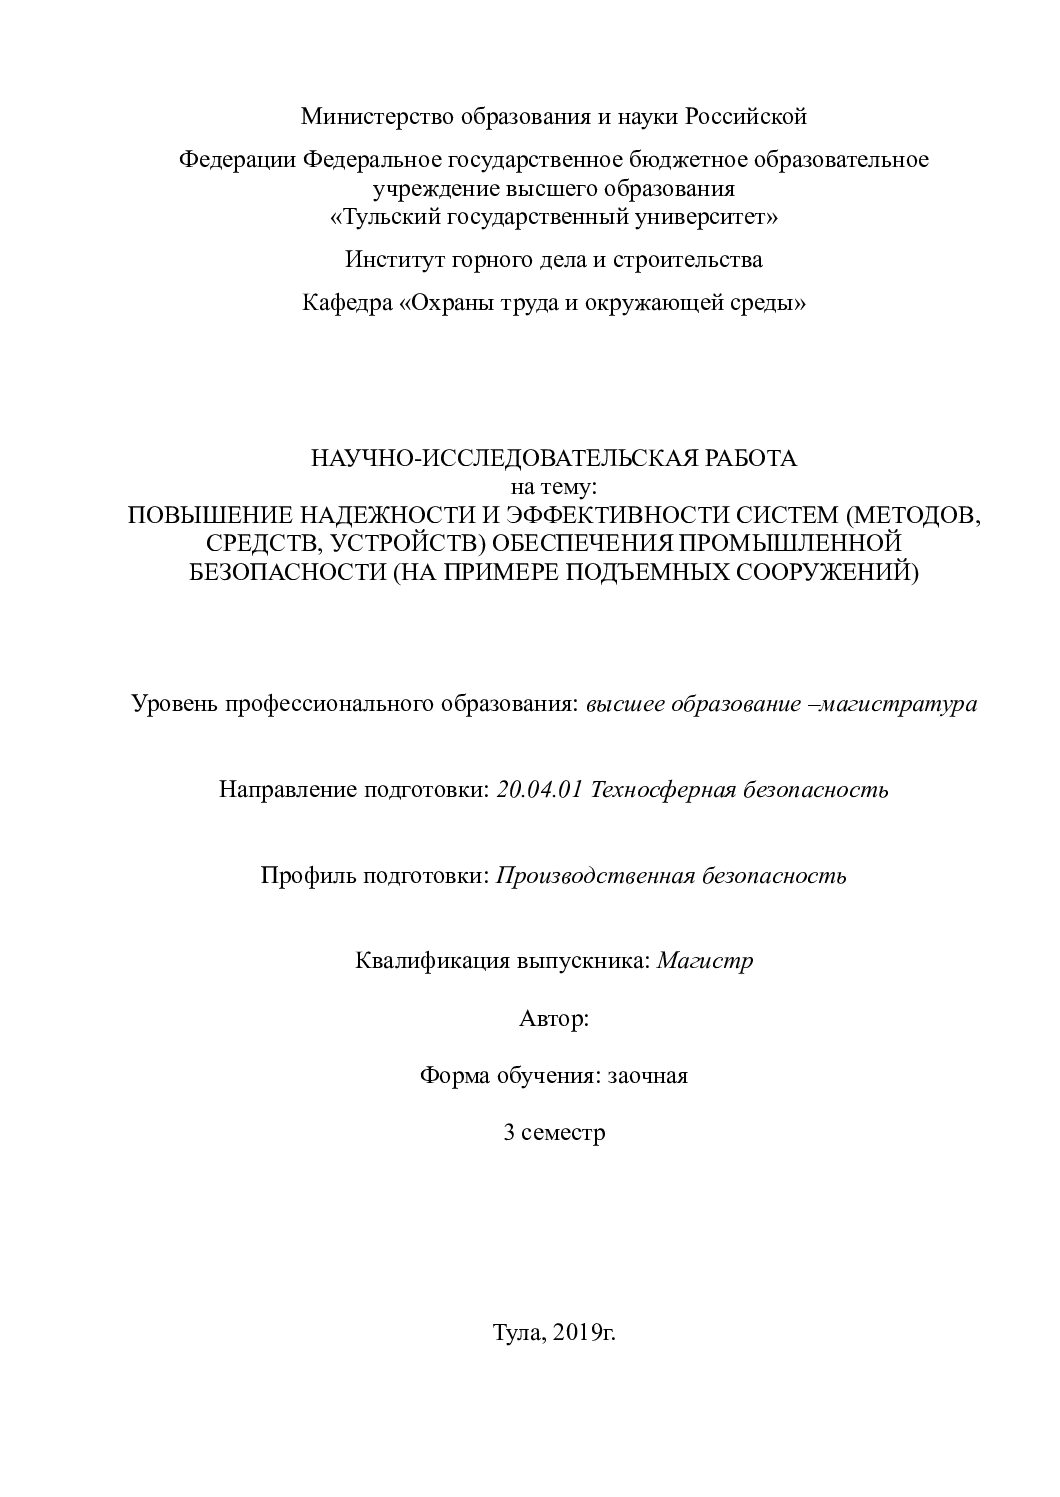 Министерство образования и науки Российской
Федерации Федеральное государственное бюджетное образовательное
учреждение высшего образования
«Тульский государственный университет»
Институт горного дела и строительства
Кафедра «Охраны труда и окружающей среды»
НАУЧНО-ИССЛЕДОВАТЕЛЬСКАЯ РАБОТА
на тему:
ПОВЫШЕНИЕ НАДЕЖНОСТИ И ЭФФЕКТИВНОСТИ СИСТЕМ (МЕТОДОВ,
СРЕДСТВ, УСТРОЙСТВ) ОБЕСПЕЧЕНИЯ ПРОМЫШЛЕННОЙ
БЕЗОПАСНОСТИ (НА ПРИМЕРЕ ПОДЪЕМНЫХ СООРУЖЕНИЙ)
Уровень профессионального образования: высшее образование –магистратура
Направление подготовки: 20.04.01 Техносферная безопасность
Профиль подготовки: Производственная безопасность
Квалификация выпускника: Магистр
Автор:
Форма обучения: заочная
3 семестр
Тула, 2019г.